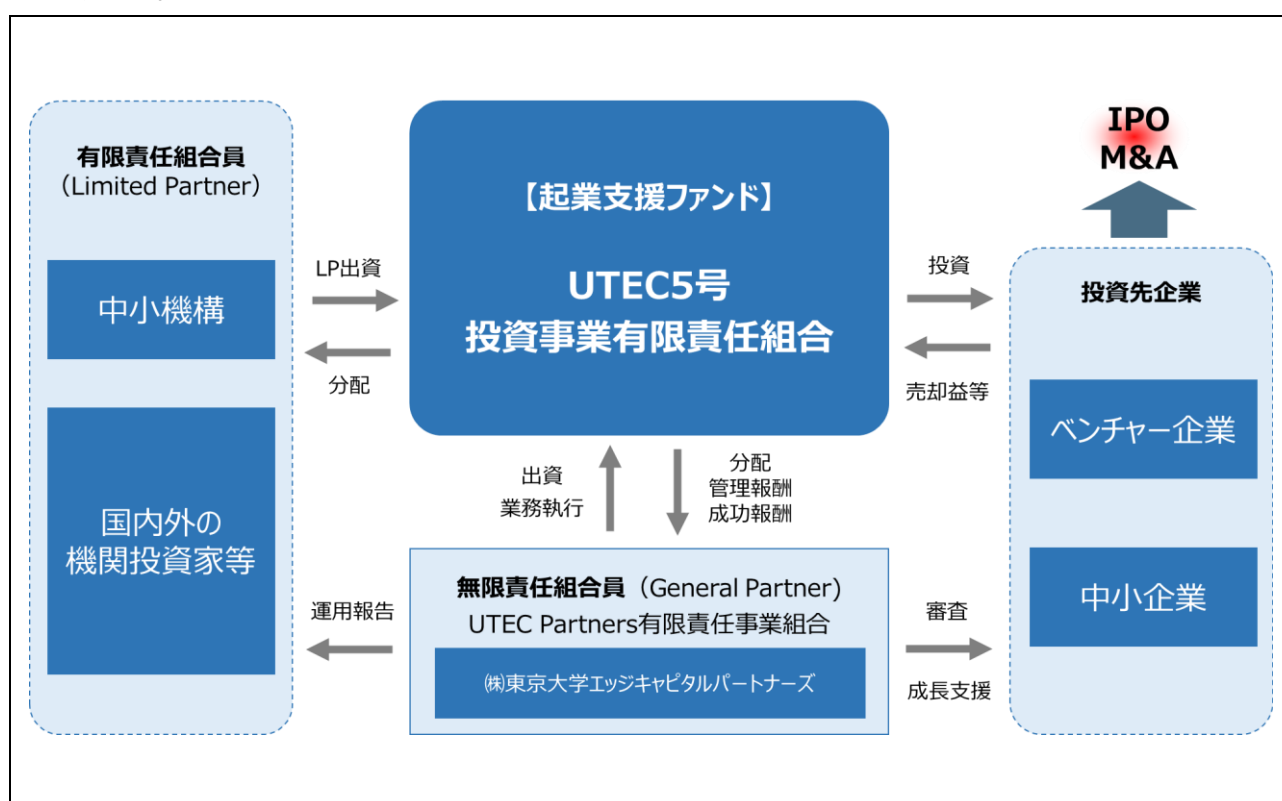 有限責任組合員
（Limited Partner）
中小機構
国内外の
機関投資家等
LP出資
分配
運用報告
【起業支援ファンド】
UTEC5号
投資事業有限責任組合
出資
業務執行
分配
管理報酬
成功報酬
無限責任組合員（General Partner)
UTEC Partners有限責任事業組合
㈱東京大学エッジキャピタルパートナーズ
投資
売却益等
審査
成長支援
IPO
M&A
投資先企業
ベンチャー企業
中小企業